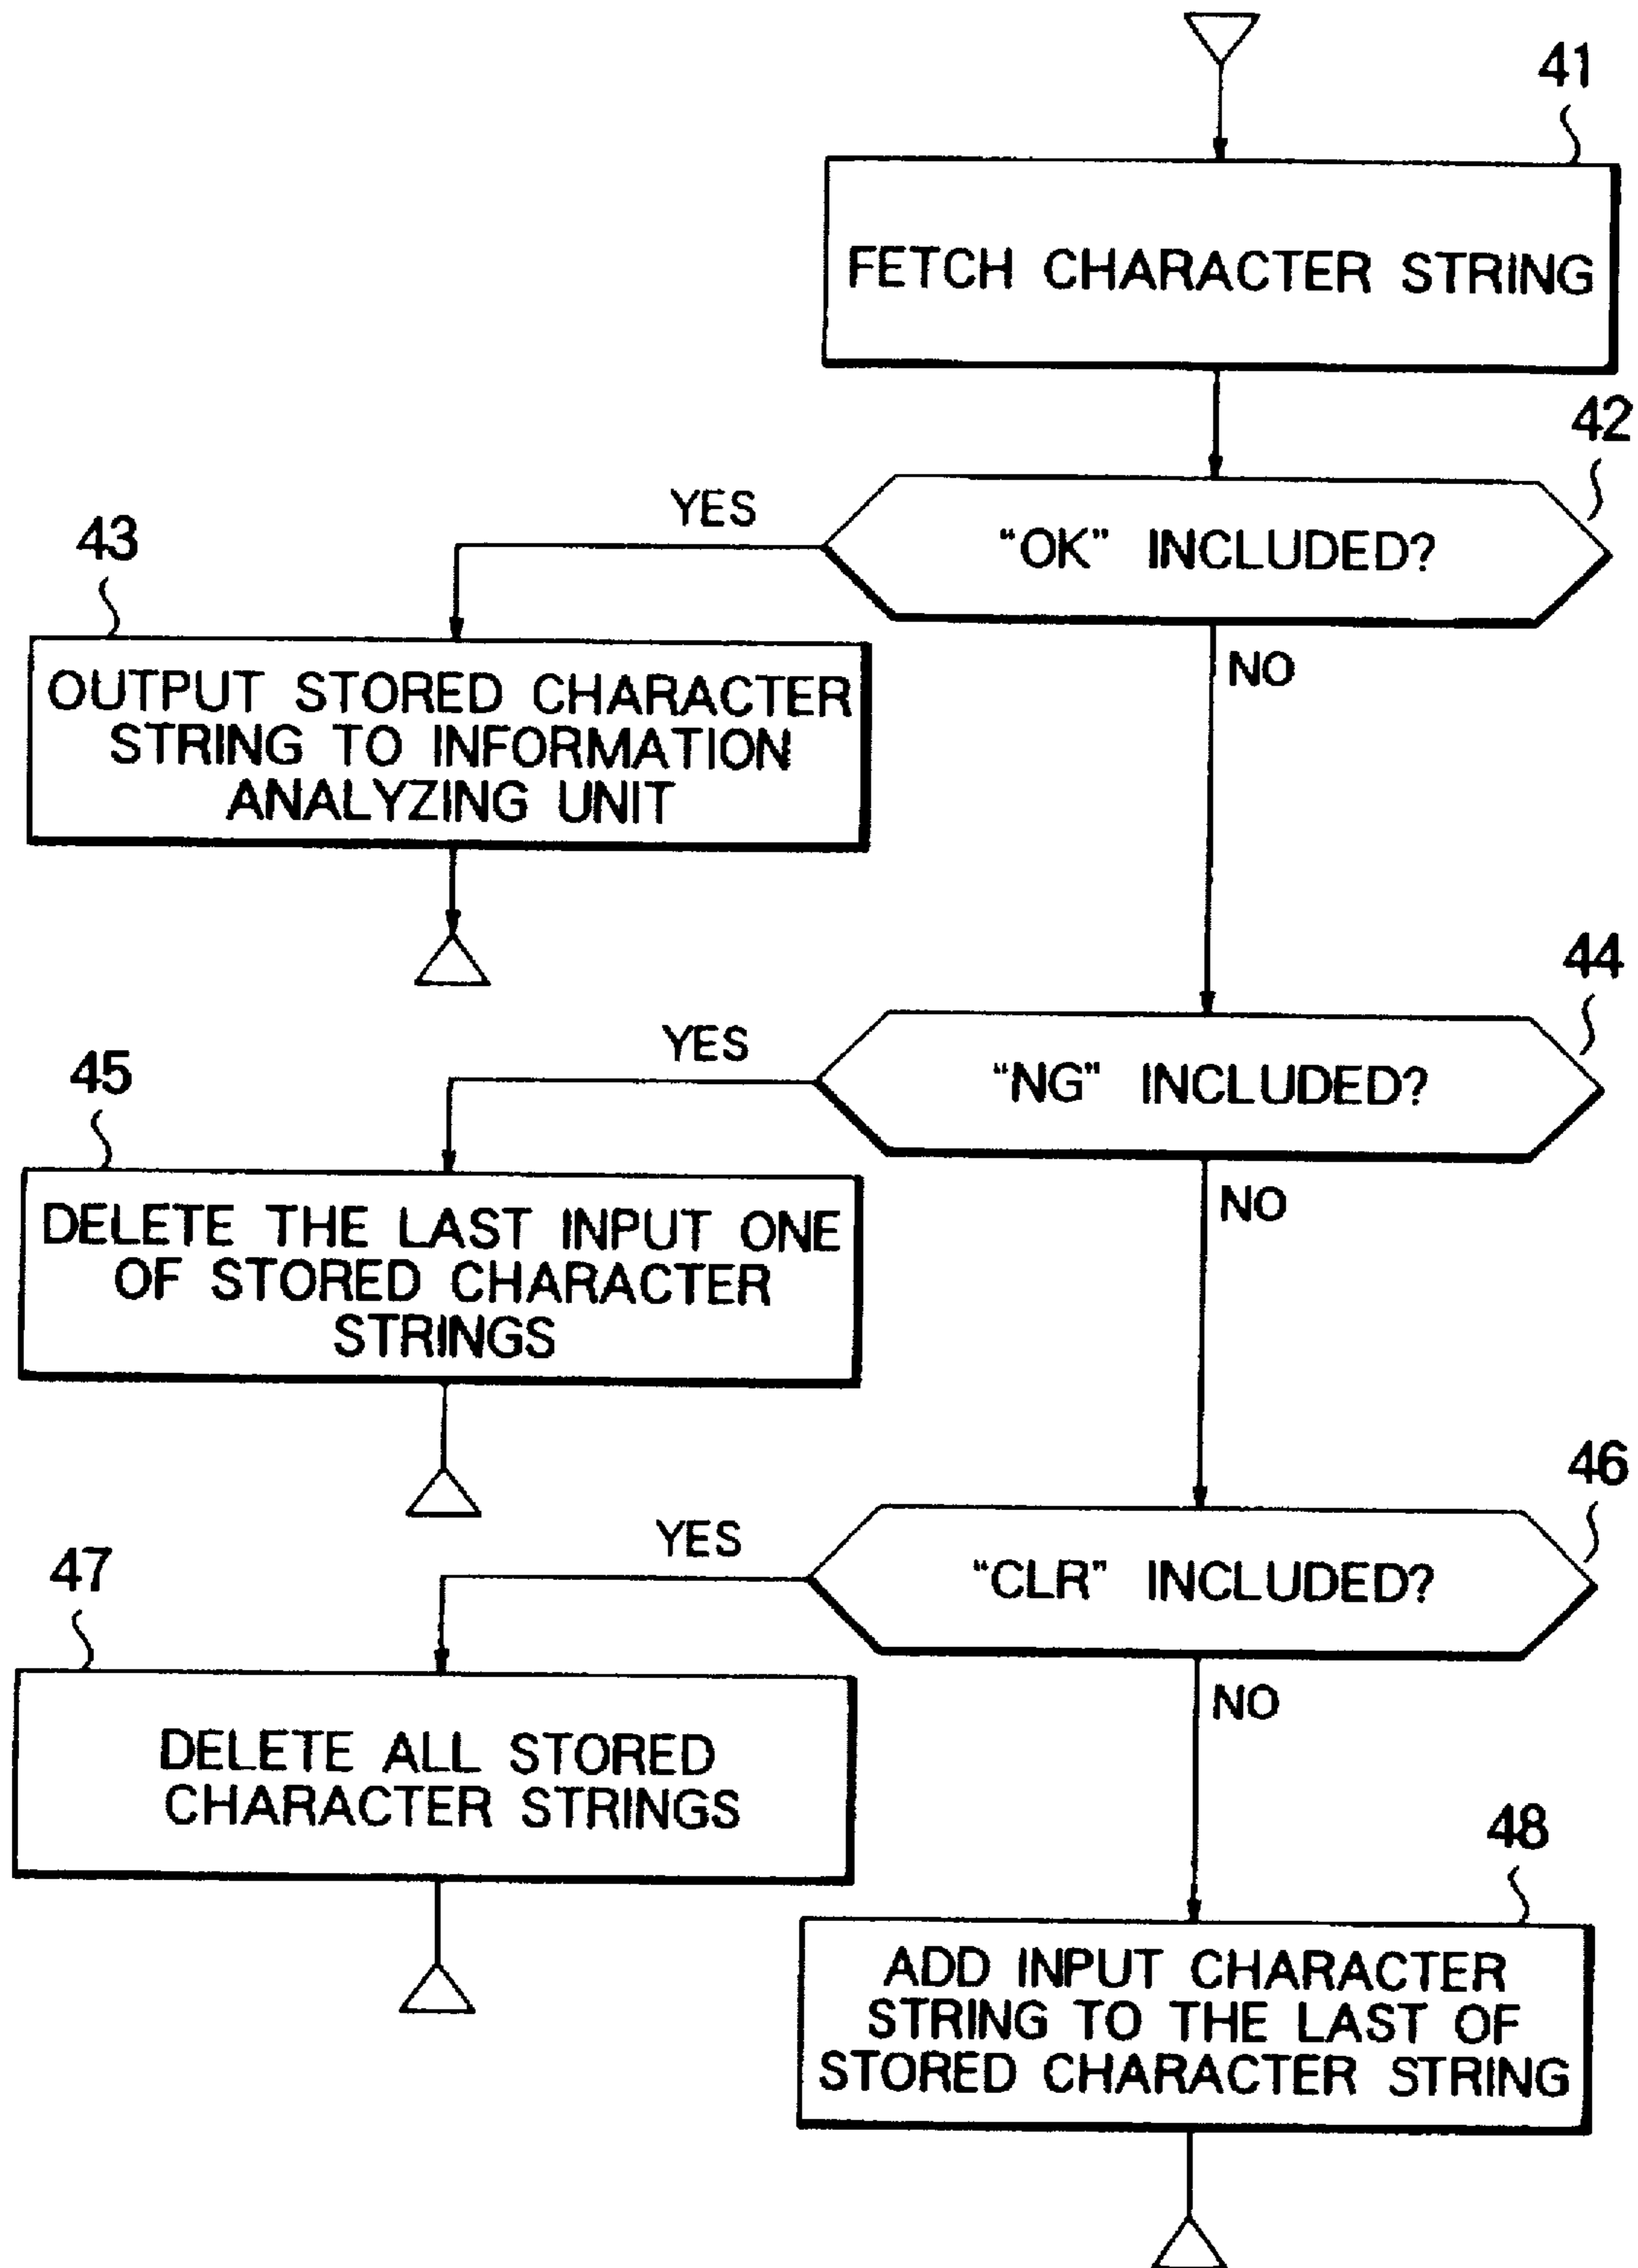 41
FETCH CHARACTER STRING
42
"OK" INCLUDED?
YES
NO
43
OUTPUT STORED CHARACTER
STRING TO INFORMATION
ANALYZING UNIT
44
"NG" INCLUDED?
YES
NO
45
DELETE THE LAST INPUT ONE
OF STORED CHARACTER
STRINGS
46
"CLR" INCLUDED?
YES
NO
47
DELETE ALL STORED
CHARACTER STRINGS
48
ADD INPUT CHARACTER
STRING TO THE LAST OF
STORED CHARACTER STRING